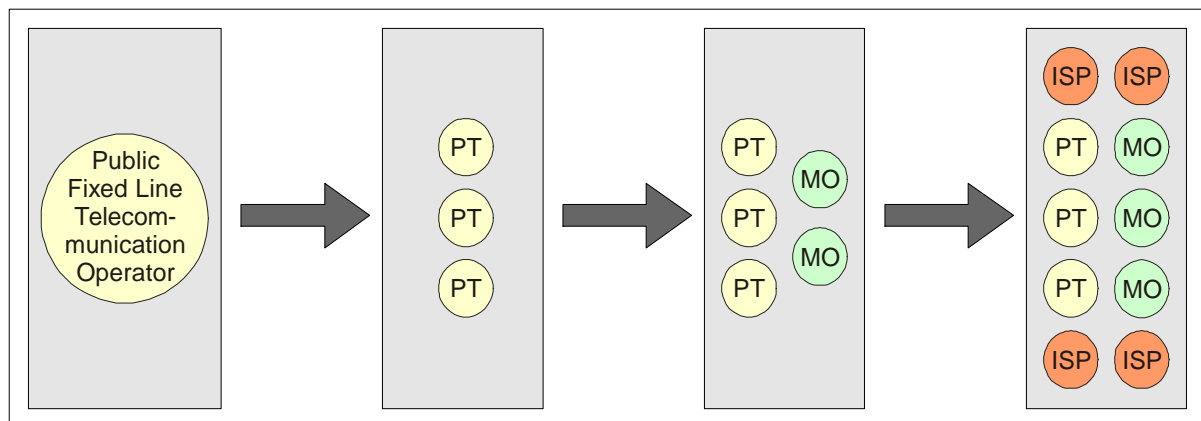 Public
Fixed Line
Telecom-
munication
Operator
PT
PT
PT
PT
PT
PT
MO
MO
ISP ISP
PT MO
PT MO
PT MO
ISP ISP